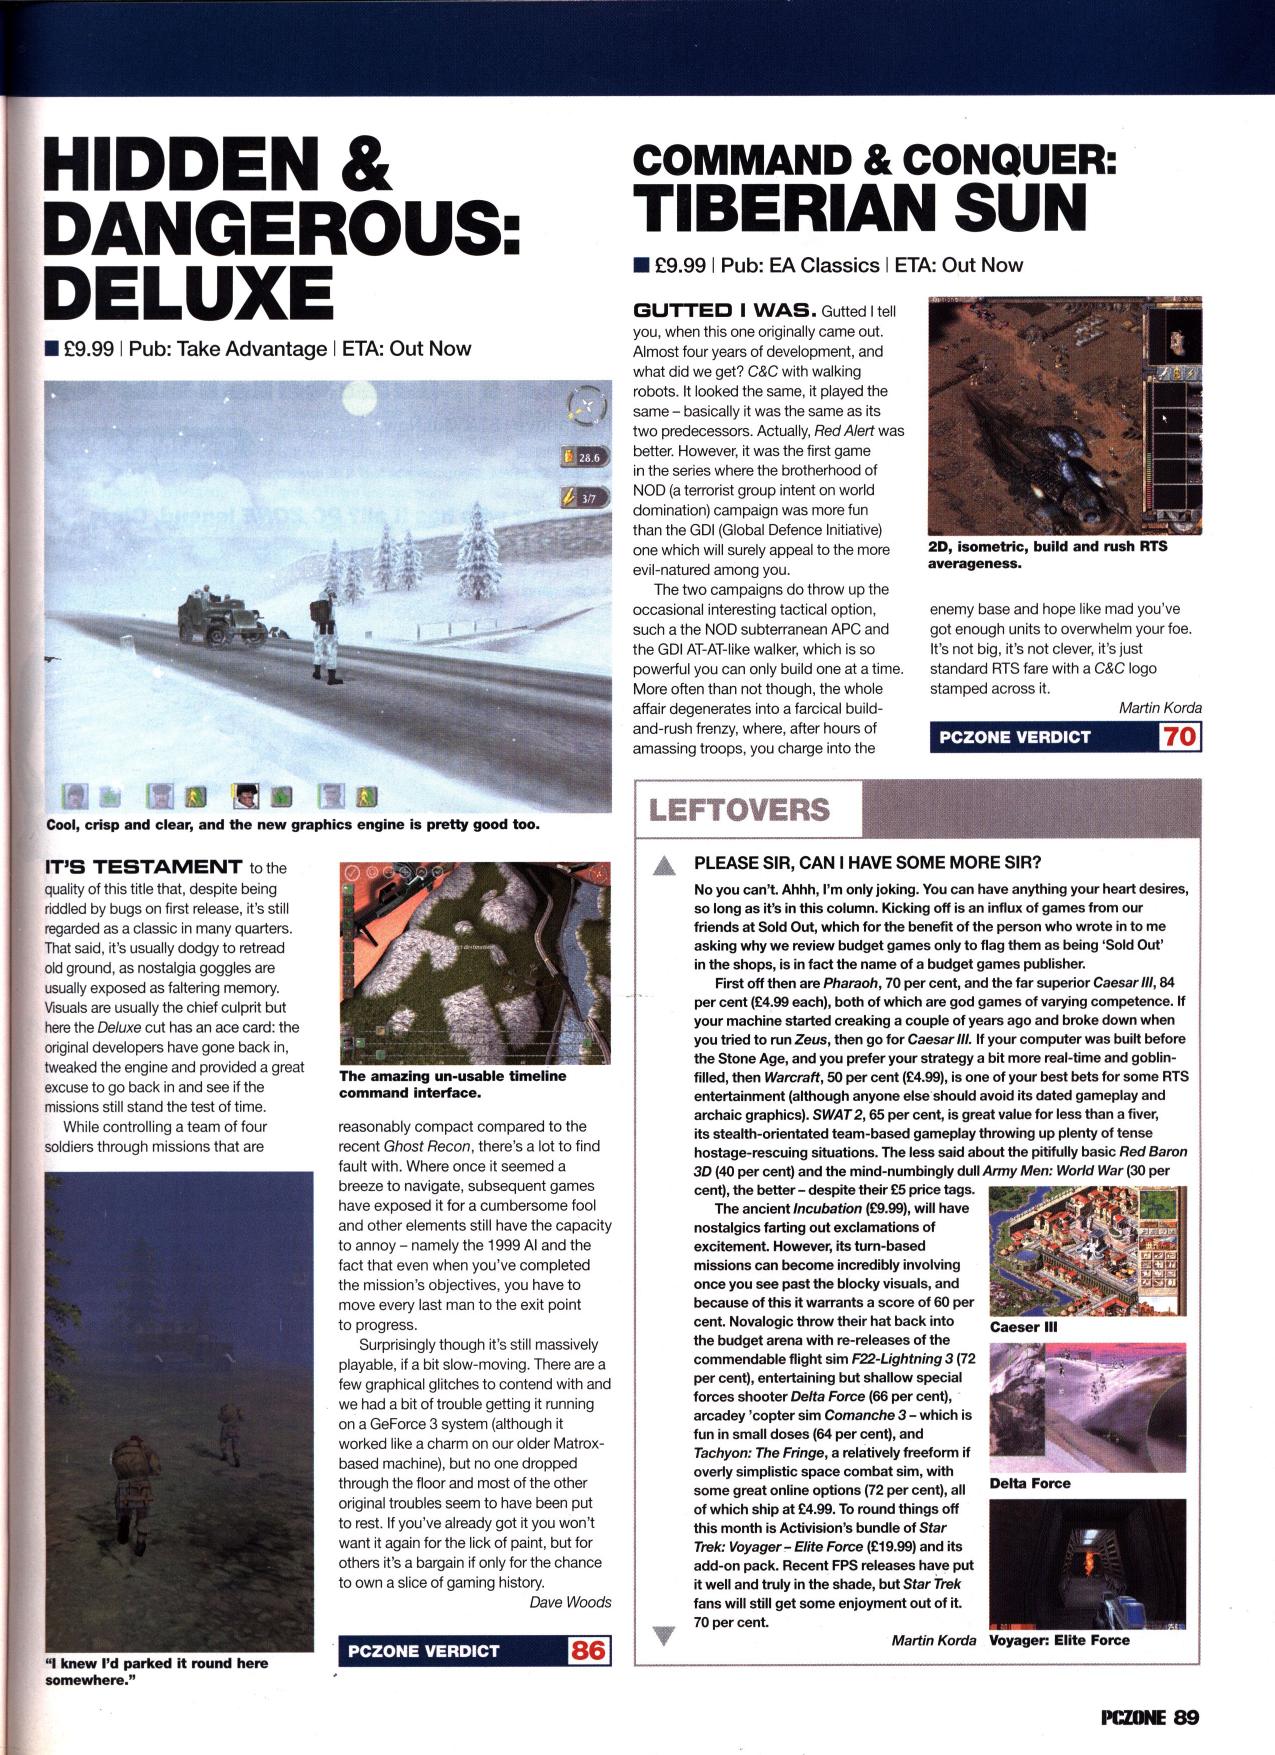 HIDDEN &
DANGEROUS:
DELUXE
£9.99 | Pub: Take Advantage | ETA: Out Now
28.6
3/7
Cool, crisp and clear, and the new graphics engine is pretty good too.
IT'S TESTAMENT to the
quality of this title that, despite being
riddled by bugs on first release, it's still
regarded as a classic in many quarters.
That said, it's usually dodgy to retread
old ground, as nostalgia goggles are
usually exposed as faltering memory.
Visuals are usually the chief culprit but
here the Deluxe cut has an ace card: the
original developers have gone back in,
tweaked the engine and provided a great
excuse to go back in and see if the
missions still stand the test of time.
While controlling a team of four
soldiers through missions that are
"I knew I'd parked it round here
somewhere."
The amazing un-usable timeline
command interface.
reasonably compact compared to the
recent Ghost Recon, there's a lot to find
fault with. Where once it seemed a
breeze to navigate, subsequent games
have exposed it for a cumbersome fool
and other elements still have the capacity
to annoy – namely the 1999 AI and the
fact that even when you've completed
the mission's objectives, you have to
move every last man to the exit point
to progress.
Surprisingly though it's still massively
playable, if a bit slow-moving. There are a
few graphical glitches to contend with and
we had a bit of trouble getting it running
on a GeForce 3 system (although it
worked like a charm on our older Matrox-
based machine), but no one dropped
through the floor and most of the other
original troubles seem to have been put
to rest. If you've already got it you won't
want it again for the lick of paint, but for
others it's a bargain if only for the chance
to own a slice of gaming history.
Dave Woods
PCZONE VERDICT 86
COMMAND & CONQUER:
TIBERIAN SUN
£9.99 | Pub: EA Classics | ETA: Out Now
GUTTED I WAS. Gutted I tell
you, when this one originally came out.
Almost four years of development, and
what did we get? C&C with walking
robots. It looked the same, it played the
same – basically it was the same as its
two predecessors. Actually, Red Alert was
better. However, it was the first game
in the series where the brotherhood of
NOD (a terrorist group intent on world
domination) campaign was more fun
than the GDI (Global Defence Initiative)
one which will surely appeal to the more
evil-natured among you.
The two campaigns do throw up the
occasional interesting tactical option,
such a the NOD subterranean APC and
the GDI AT-AT-like walker, which is so
powerful you can only build one at a time.
More often than not though, the whole
affair degenerates into a farcical build-
and-rush frenzy, where, after hours of
amassing troops, you charge into the
2D, isometric, build and rush RTS
averageness.
enemy base and hope like mad you've
got enough units to overwhelm your foe.
It's not big, it's not clever, it's just
standard RTS fare with a C&C logo
stamped across it.
Martin Korda
PCZONE VERDICT 70
LEFTOVERS
PLEASE SIR, CAN I HAVE SOME MORE SIR?
No you can't. Ahhh, I'm only joking. You can have anything your heart desires,
so long as it's in this column. Kicking off is an influx of games from our
friends at Sold Out, which for the benefit of the person who wrote in to me
asking why we review budget games only to flag them as being 'Sold Out'
in the shops, is in fact the name of a budget games publisher.
First off then are Pharaoh, 70 per cent, and the far superior Caesar III, 84
per cent (£4.99 each), both of which are god games of varying competence. If
your machine started creaking a couple of years ago and broke down when
you tried to run Zeus, then go for Caesar III. If your computer was built before
the Stone Age, and you prefer your strategy a bit more real-time and goblin-
filled, then Warcraft, 50 per cent (£4.99), is one of your best bets for some RTS
entertainment (although anyone else should avoid its dated gameplay and
archaic graphics). SWAT 2, 65 per cent, is great value for less than a fiver,
its stealth-orientated team-based gameplay throwing up plenty of tense
hostage-rescuing situations. The less said about the pitifully basic Red Baron
3D (40 per cent) and the mind-numbingly dull Army Men: World War (30 per
cent), the better – despite their £5 price tags.
The ancient Incubation (£9.99), will have
nostalgics farting out exclamations of
excitement. However, its turn-based
missions can become incredibly involving
once you see past the blocky visuals, and
because of this it warrants a score of 60 per
cent. Novalogic throw their hat back into
the budget arena with re-releases of the
commendable flight sim F22-Lightning 3 (72
per cent), entertaining but shallow special
forces shooter Delta Force (66 per cent),
arcadey 'copter sim Comanche 3 – which is
fun in small doses (64 per cent), and
Tachyon: The Fringe, a relatively freeform if
overly simplistic space combat sim, with
some great online options (72 per cent), all
of which ship at £4.99. To round things off
this month is Activision's bundle of Star
Trek: Voyager – Elite Force (£19.99) and its
add-on pack. Recent FPS releases have put
it well and truly in the shade, but Star Trek
fans will still get some enjoyment out of it.
70 per cent.
Martin Korda
Caeser III
Delta Force
Voyager: Elite Force
PCZONE 89